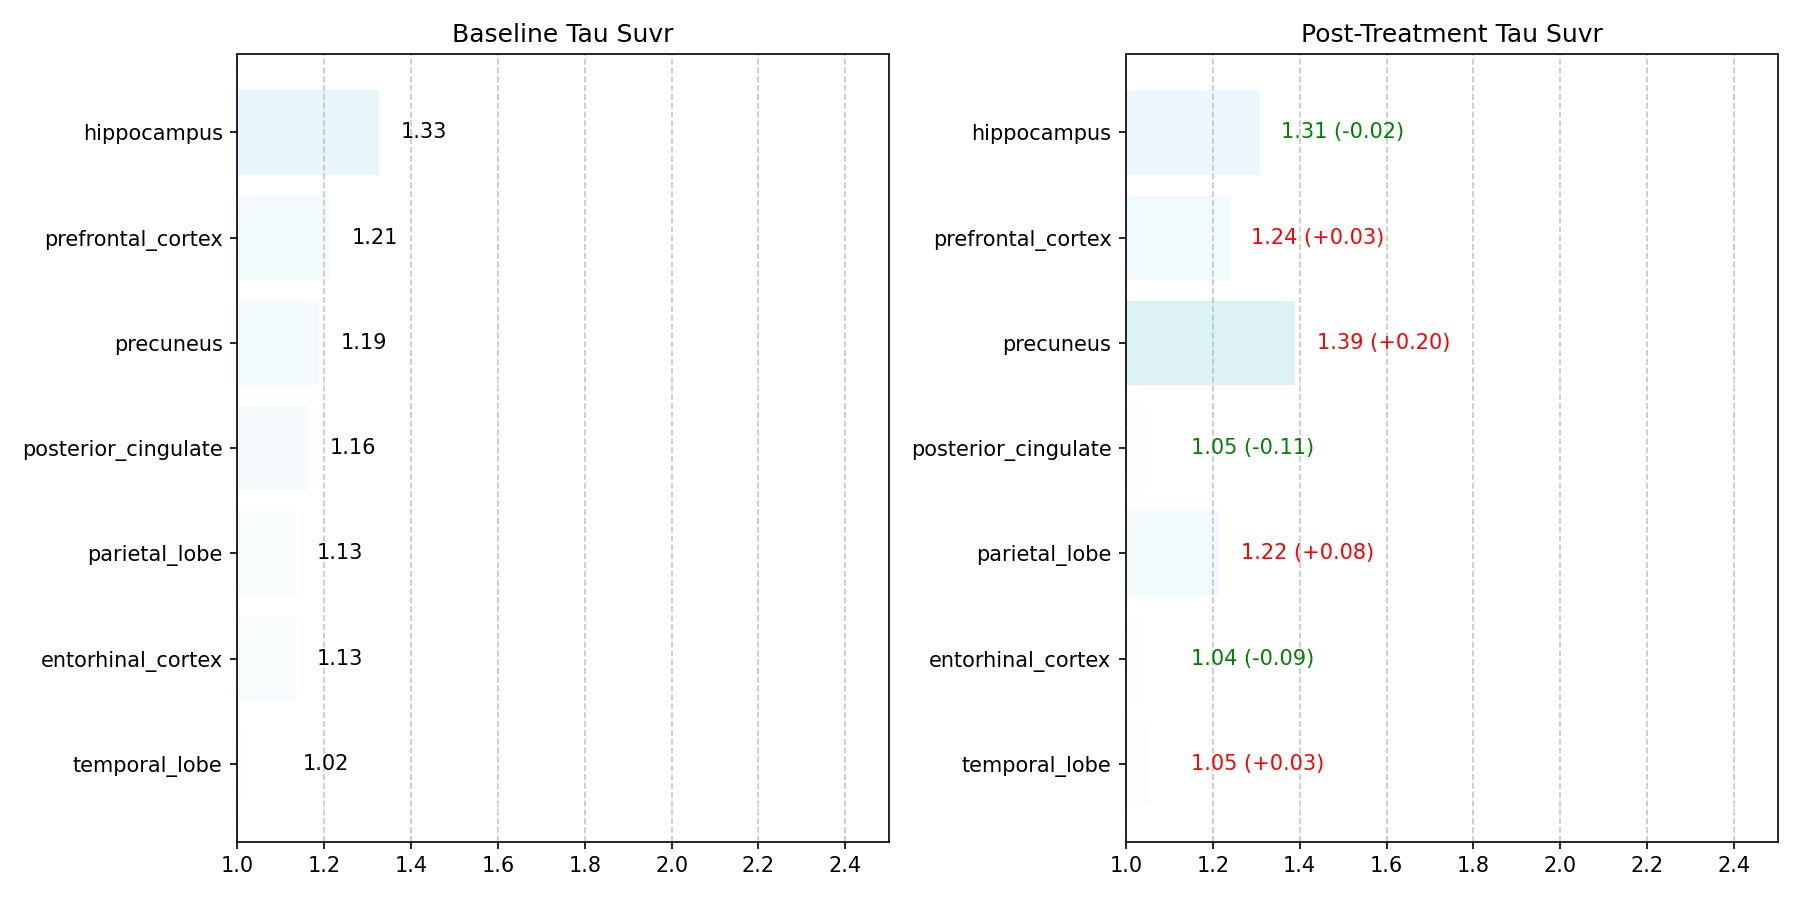 Baseline Tau Suvr
hippocampus 1.33
prefrontal_cortex 1.21
precuneus 1.19
posterior_cingulate 1.16
parietal_lobe 1.13
entorhinal_cortex 1.13
temporal_lobe 1.02
1.0 1.2 1.4 1.6 1.8 2.0 2.2 2.4
Post-Treatment Tau Suvr
hippocampus 1.31 (-0.02)
prefrontal_cortex 1.24 (+0.03)
precuneus 1.39 (+0.20)
posterior_cingulate 1.05 (-0.11)
parietal_lobe 1.22 (+0.08)
entorhinal_cortex 1.04 (-0.09)
temporal_lobe 1.05 (+0.03)
1.0 1.2 1.4 1.6 1.8 2.0 2.2 2.4